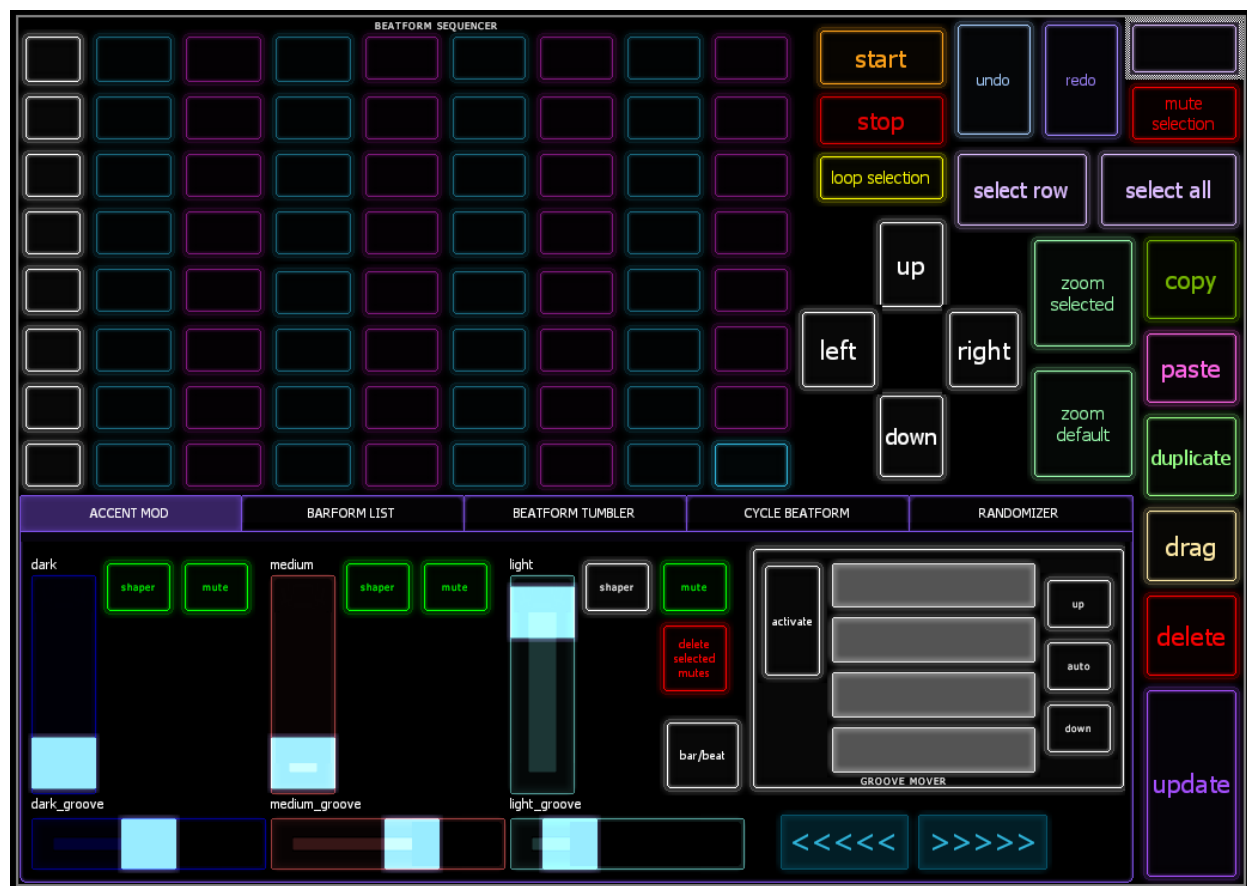 BEATFORM SEQUENCER
start
undo
redo
mute
selection
stop
loop selection
select row
select all
up
zoom
selected
copy
left
right
paste
zoom
default
down
duplicate
ACCENT MOD
BARFORM LIST
BEATFORM TUMBLER
CYCLE BEATFORM
RANDOMIZER
drag
dark
shaper
mute
medium
shaper
mute
light
shaper
mute
activate
up
delete
selected
mutes
auto
down
delete
bar/beat
GROOVE MOVER
update
dark_groove
medium_groove
light_groove
<<<<<
>>>>>